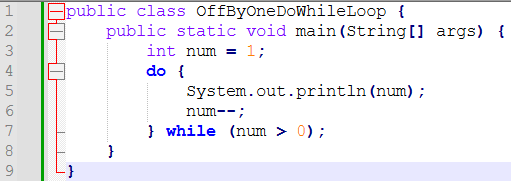 1 public class OffByOneDoWhileLoop {
2     public static void main(String[] args) {
3         int num = 1;
4         do {
5             System.out.println(num);
6             num--;
7         } while (num > 0);
8     }
9 }